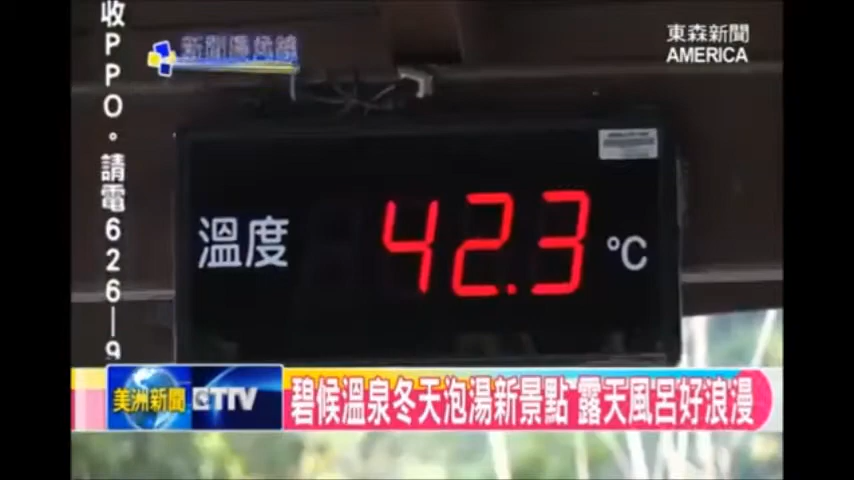 收PPO。請電626—9
東森新聞
AMERICA
溫度 42.3 °C
美洲新聞 ETTV
碧候溫泉冬天泡湯新景點 露天風呂好浪漫